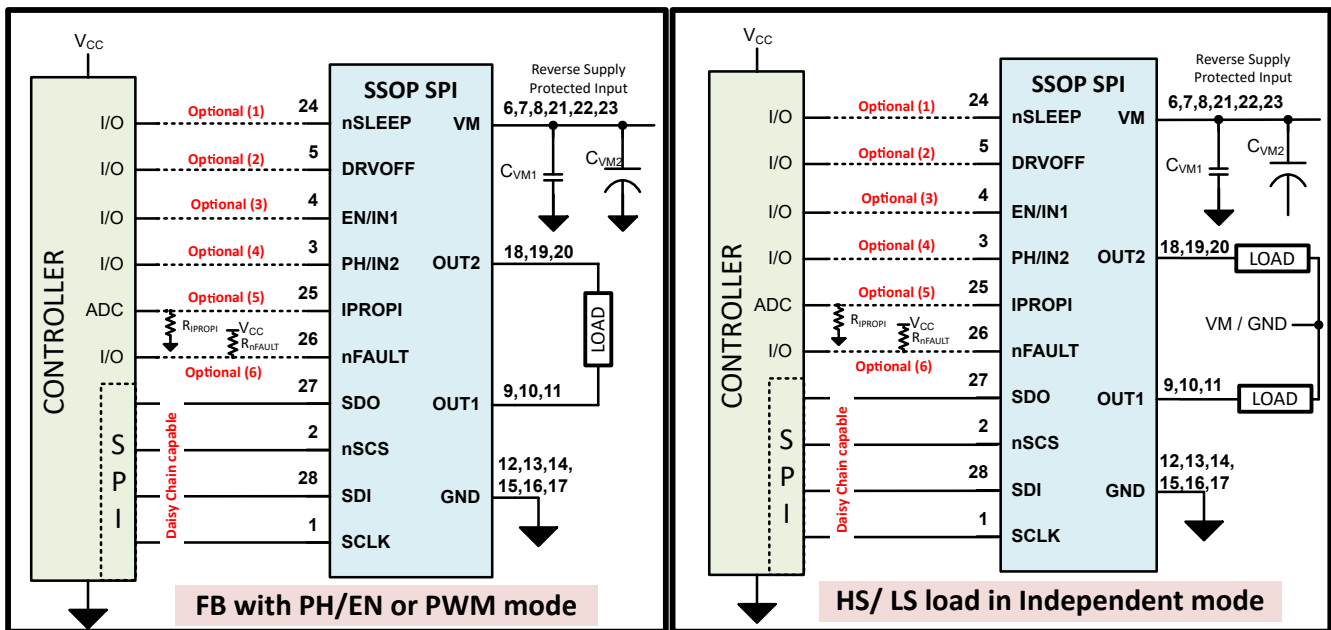 VCC
CONTROLLER
I/O
I/O
I/O
I/O
ADC
I/O
S
P
I
Optional (1)
Optional (2)
Optional (3)
Optional (4)
Optional (5)
RIPROPI
VCC
RnFAULT
Optional (6)
Daisy Chain capable
24
5
4
3
25
26
27
2
28
1
SSOP SPI
nSLEEP
DRVOFF
EN/IN1
PH/IN2
IPROPI
nFAULT
SDO
nSCS
SDI
SCLK
VM
OUT2
OUT1
GND
Reverse Supply
Protected Input
6,7,8,21,22,23
CVM1
CVM2
18,19,20
LOAD
9,10,11
12,13,14,
15,16,17
FB with PH/EN or PWM mode
VCC
CONTROLLER
I/O
I/O
I/O
I/O
ADC
I/O
S
P
I
Optional (1)
Optional (2)
Optional (3)
Optional (4)
Optional (5)
RIPROPI
VCC
RnFAULT
Optional (6)
Daisy Chain capable
24
5
4
3
25
26
27
2
28
1
SSOP SPI
nSLEEP
DRVOFF
EN/IN1
PH/IN2
IPROPI
nFAULT
SDO
nSCS
SDI
SCLK
VM
OUT2
OUT1
GND
Reverse Supply
Protected Input
6,7,8,21,22,23
CVM1
CVM2
18,19,20
LOAD
VM / GND
9,10,11
LOAD
12,13,14,
15,16,17
HS/ LS load in Independent mode